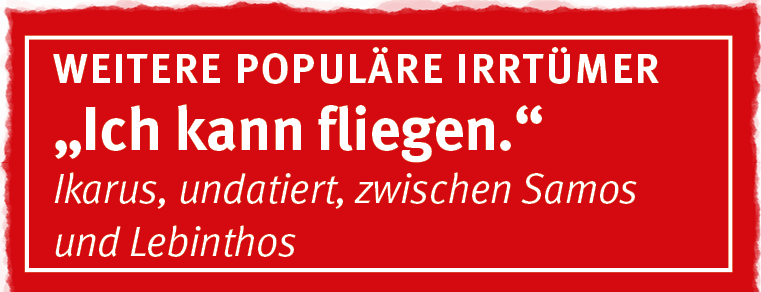 WEITERE POPULÄRE IRRTÜMER
„Ich kann fliegen.“
Ikarus, undatiert, zwischen Samos
und Lebinthos